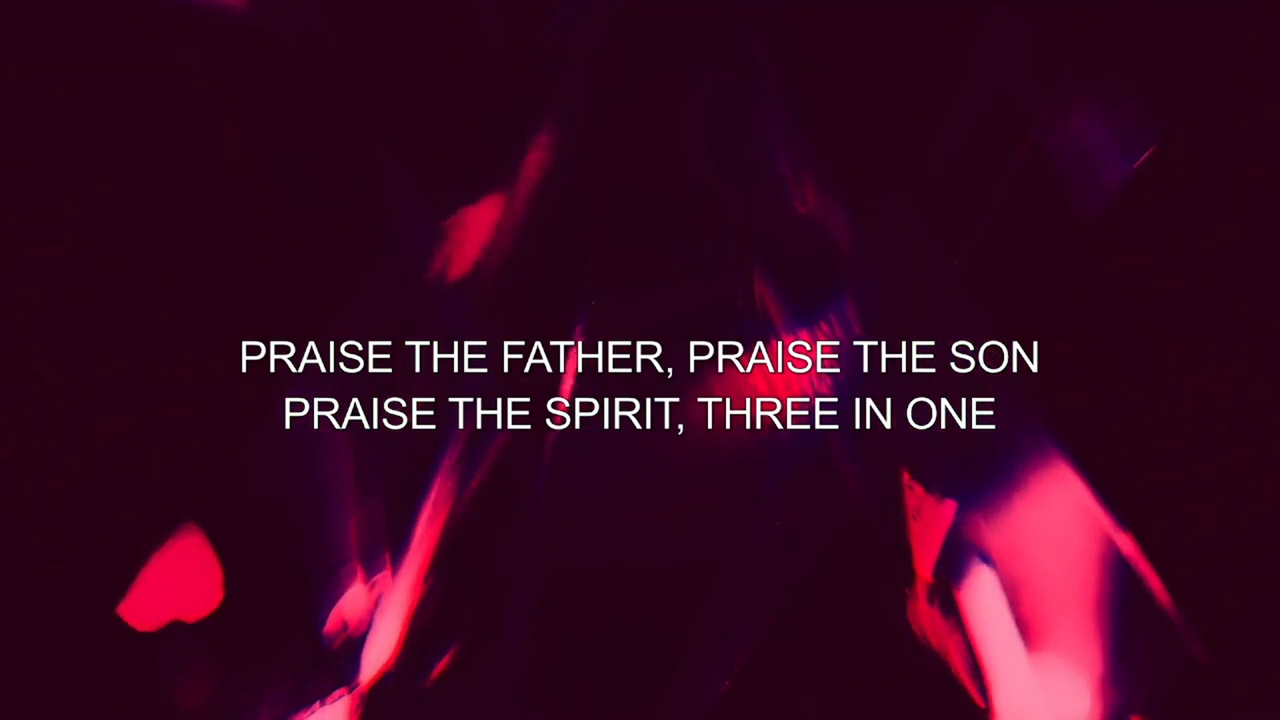 PRAISE THE FATHER, PRAISE THE SON
PRAISE THE SPIRIT, THREE IN ONE